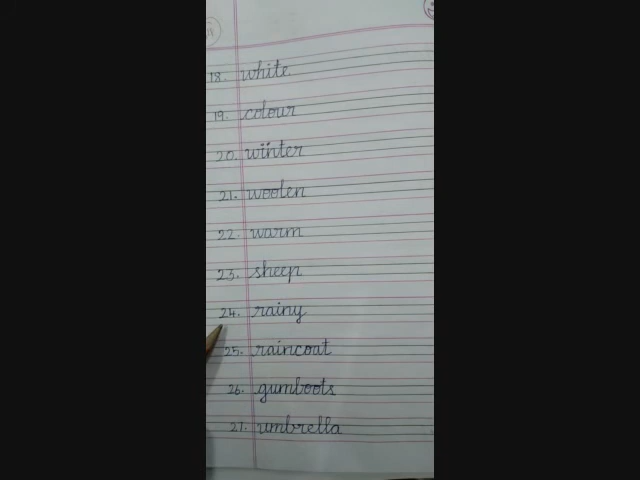 18. white
19. colour
20. winter
21. woolen
22. warm
23. sheep
24. rainy
25. raincoat
26. gumboots
27. umbrella